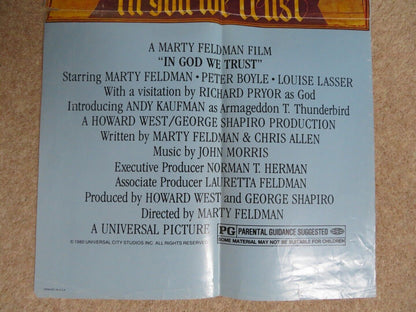 In god we trust
A MARTY FELDMAN FILM
"IN GOD WE TRUST"
Starring MARTY FELDMAN • PETER BOYLE • LOUISE LASSER
With a visitation by RICHARD PRYOR as God
Introducing ANDY KAUFMAN as Armageddon T. Thunderbird
A HOWARD WEST/GEORGE SHAPIRO PRODUCTION
Written by MARTY FELDMAN & CHRIS ALLEN
Music by JOHN MORRIS
Executive Producer NORMAN T. HERMAN
Associate Producer LAURETTA FELDMAN
Produced by HOWARD WEST and GEORGE SHAPIRO
Directed by MARTY FELDMAN
A UNIVERSAL PICTURE PG PARENTAL GUIDANCE SUGGESTED
SOME MATERIAL MAY NOT BE SUITABLE FOR CHILDREN
© 1980 UNIVERSAL CITY STUDIOS INC. ALL RIGHTS RESERVED